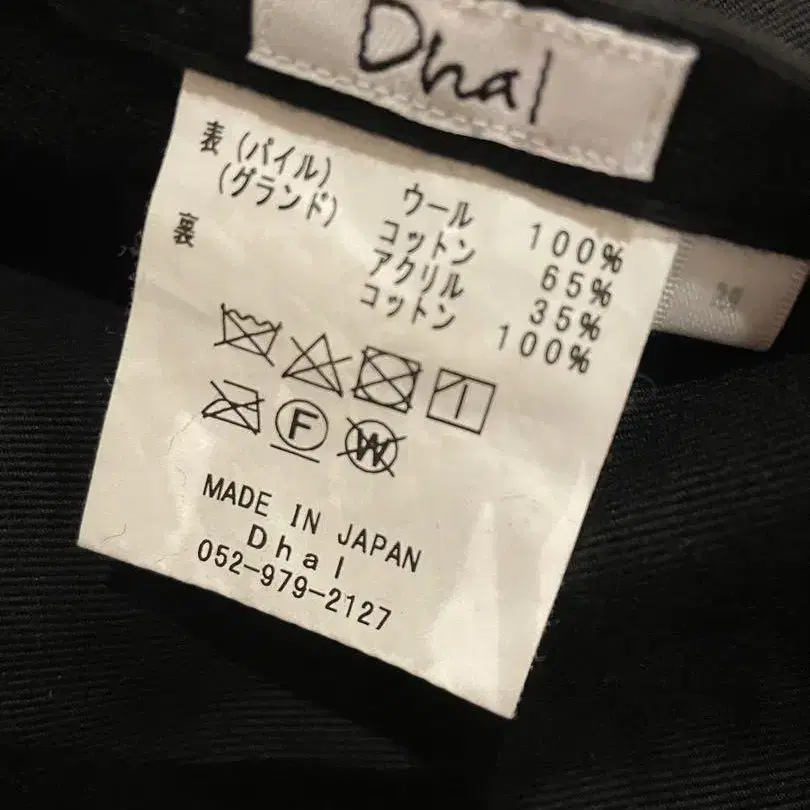 Dhal
表 (パイル) ウール 100%
(グランド) コットン 65%
アクリル 35%
裏 コットン 100%
F W
MADE IN JAPAN
Dhal
052-979-2127